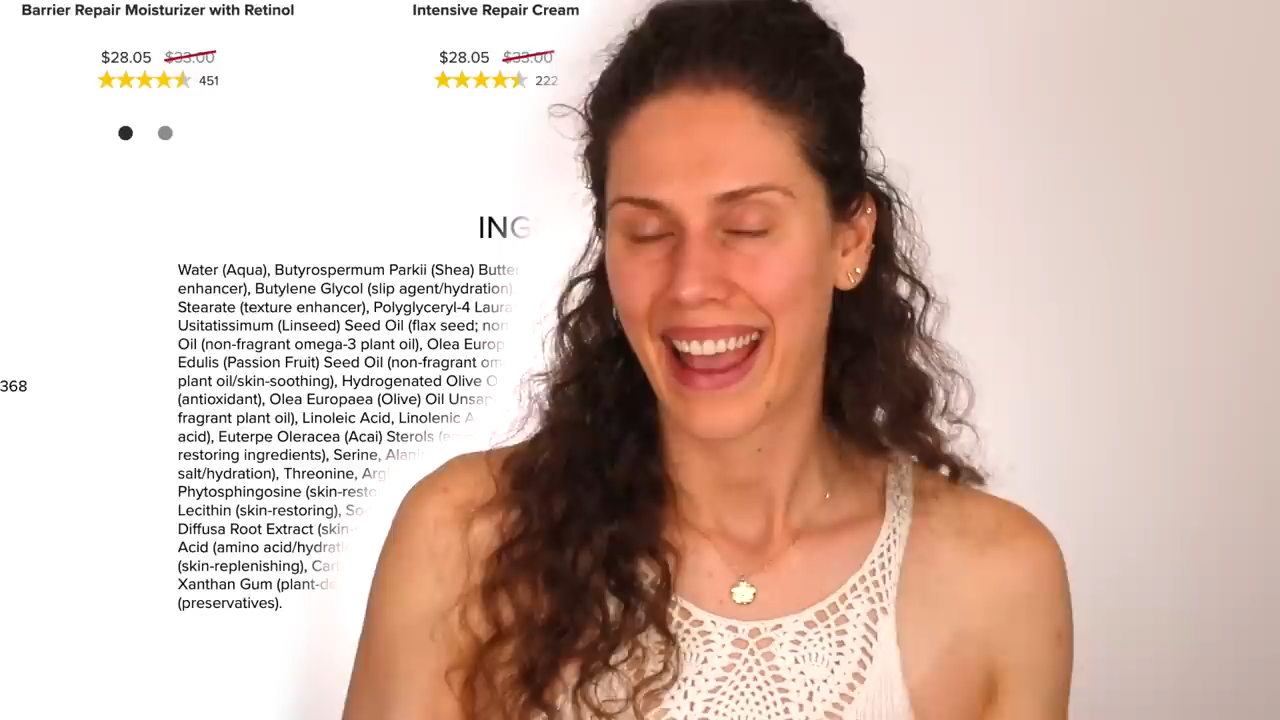 Barrier Repair Moisturizer with Retinol
Intensive Repair Cream
$28.05 $33.00
$28.05 $33.00
451
222
ING
Water (Aqua), Butyrospermum Parkii (Shea) Butte
enhancer), Butylene Glycol (slip agent/hydration)
Stearate (texture enhancer), Polyglyceryl-4 Laura
Usitatissimum (Linseed) Seed Oil (flax seed; non
Oil (non-fragrant omega-3 plant oil), Olea Europ
Edulis (Passion Fruit) Seed Oil (non-fragrant om
368
plant oil/skin-soothing), Hydrogenated Olive O
(antioxidant), Olea Europaea (Olive) Oil Unsap
fragrant plant oil), Linoleic Acid, Linolenic A
acid), Euterpe Oleracea (Acai) Sterols
restoring ingredients), Serine, Alani
salt/hydration), Threonine, Arg
Phytosphingosine (skin-resto
Lecithin (skin-restoring), So
Diffusa Root Extract (skin-
Acid (amino acid/hydrati
(skin-replenishing), Car
Xanthan Gum (plant-de
(preservatives).